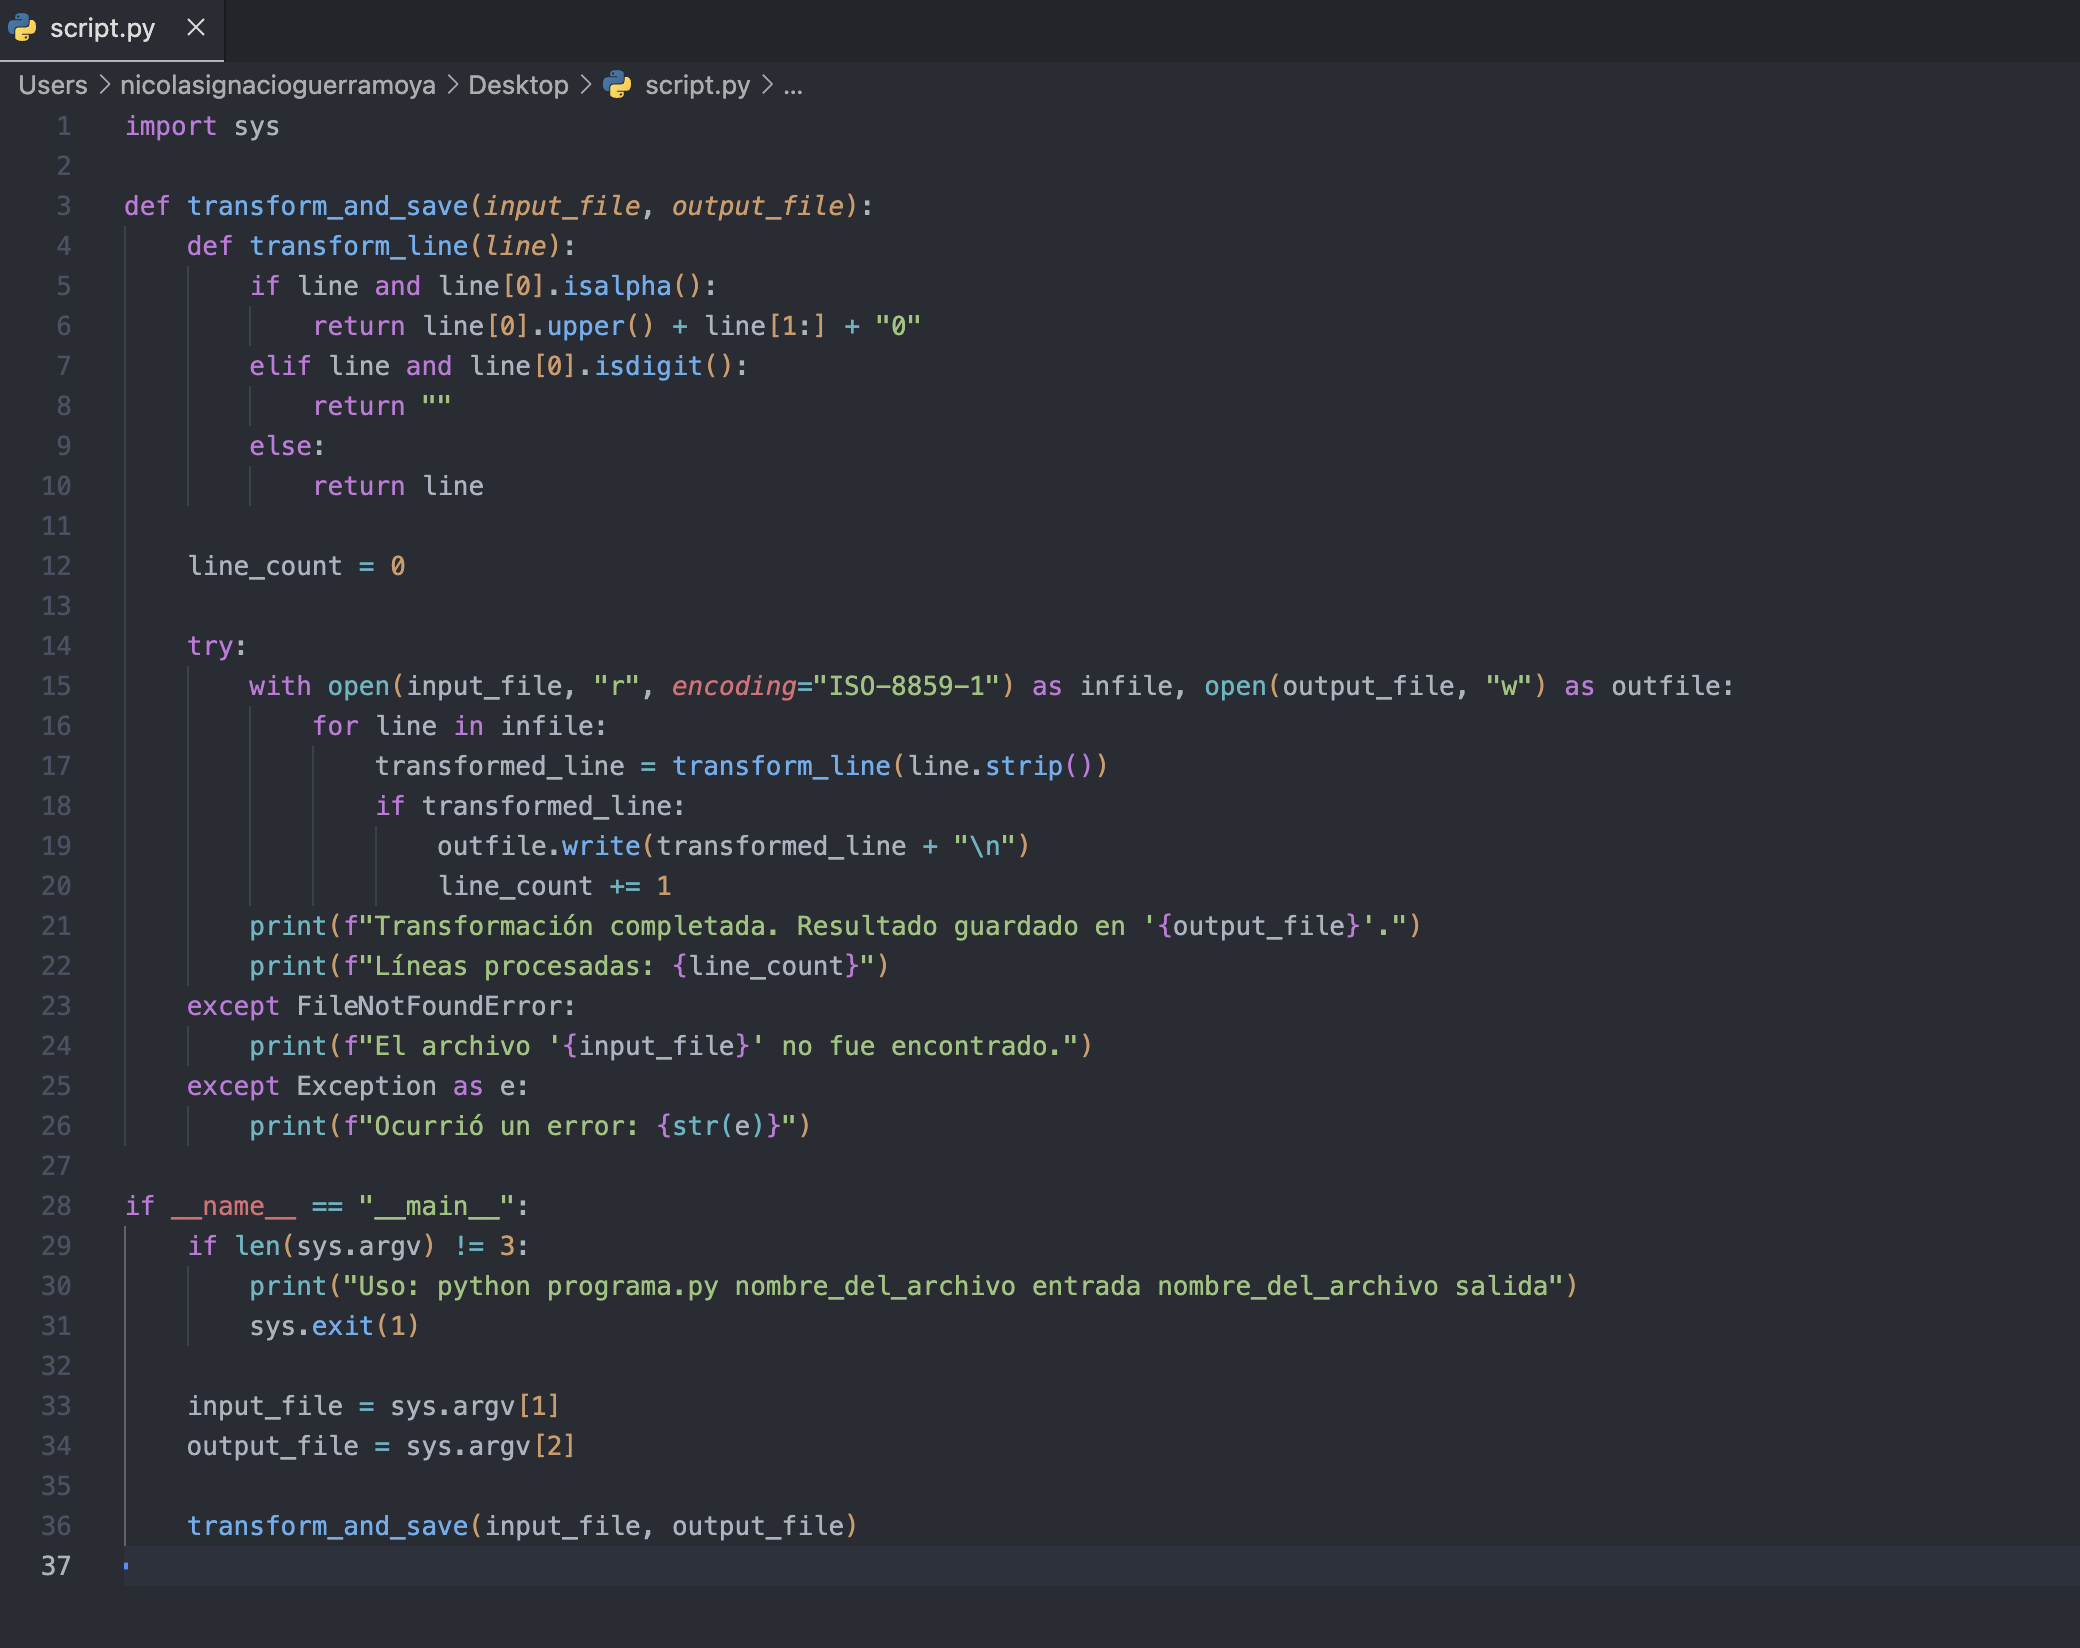 script.py
Users > nicolasignacioguerramoya > Desktop > script.py > ...
1 import sys
2
3 def transform_and_save(input_file, output_file):
4     def transform_line(line):
5         if line and line[0].isalpha():
6             return line[0].upper() + line[1:] + "0"
7         elif line and line[0].isdigit():
8             return ""
9         else:
10             return line
11
12     line_count = 0
13
14     try:
15         with open(input_file, "r", encoding="ISO-8859-1") as infile, open(output_file, "w") as outfile:
16             for line in infile:
17                 transformed_line = transform_line(line.strip())
18                 if transformed_line:
19                     outfile.write(transformed_line + "\n")
20                     line_count += 1
21         print(f"Transformación completada. Resultado guardado en '{output_file}'.")
22         print(f"Líneas procesadas: {line_count}")
23     except FileNotFoundError:
24         print(f"El archivo '{input_file}' no fue encontrado.")
25     except Exception as e:
26         print(f"Ocurrió un error: {str(e)}")
27
28 if __name__ == "__main__":
29     if len(sys.argv) != 3:
30         print("Uso: python programa.py nombre_del_archivo entrada nombre_del_archivo salida")
31         sys.exit(1)
32
33     input_file = sys.argv[1]
34     output_file = sys.argv[2]
35
36     transform_and_save(input_file, output_file)
37